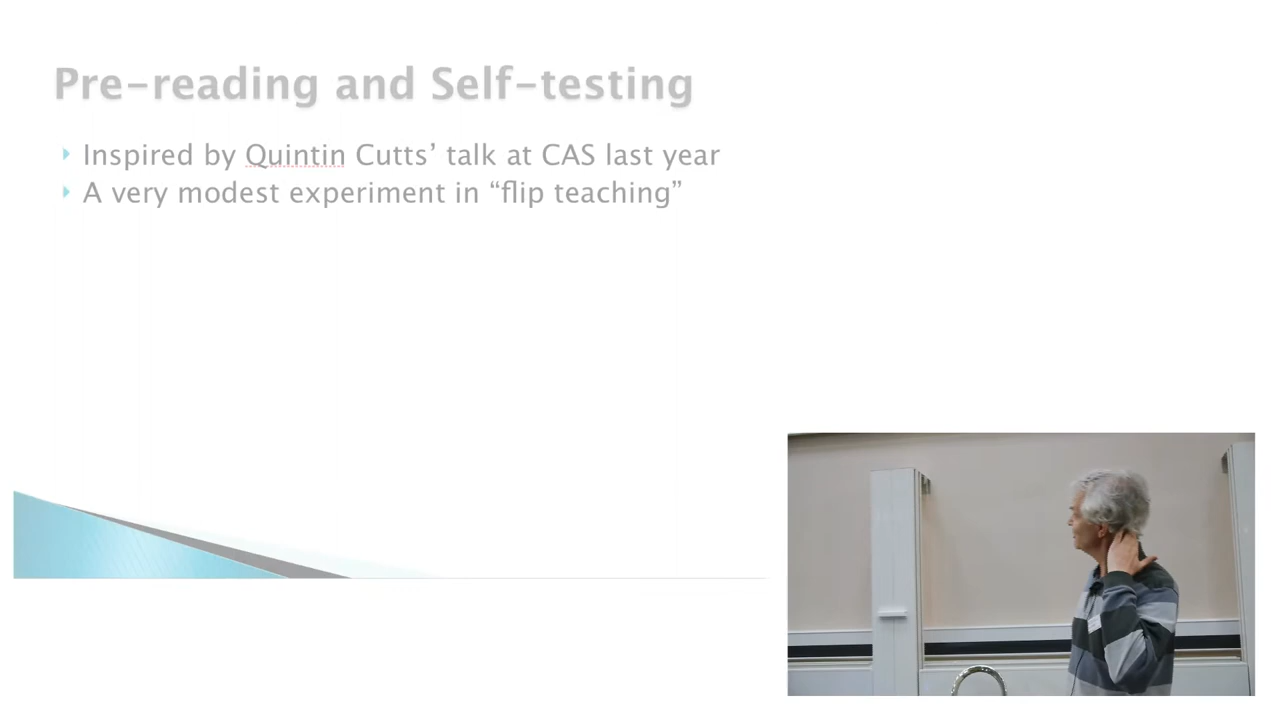 Pre-reading and Self-testing
Inspired by Quintin Cutts’ talk at CAS last year
A very modest experiment in “flip teaching”